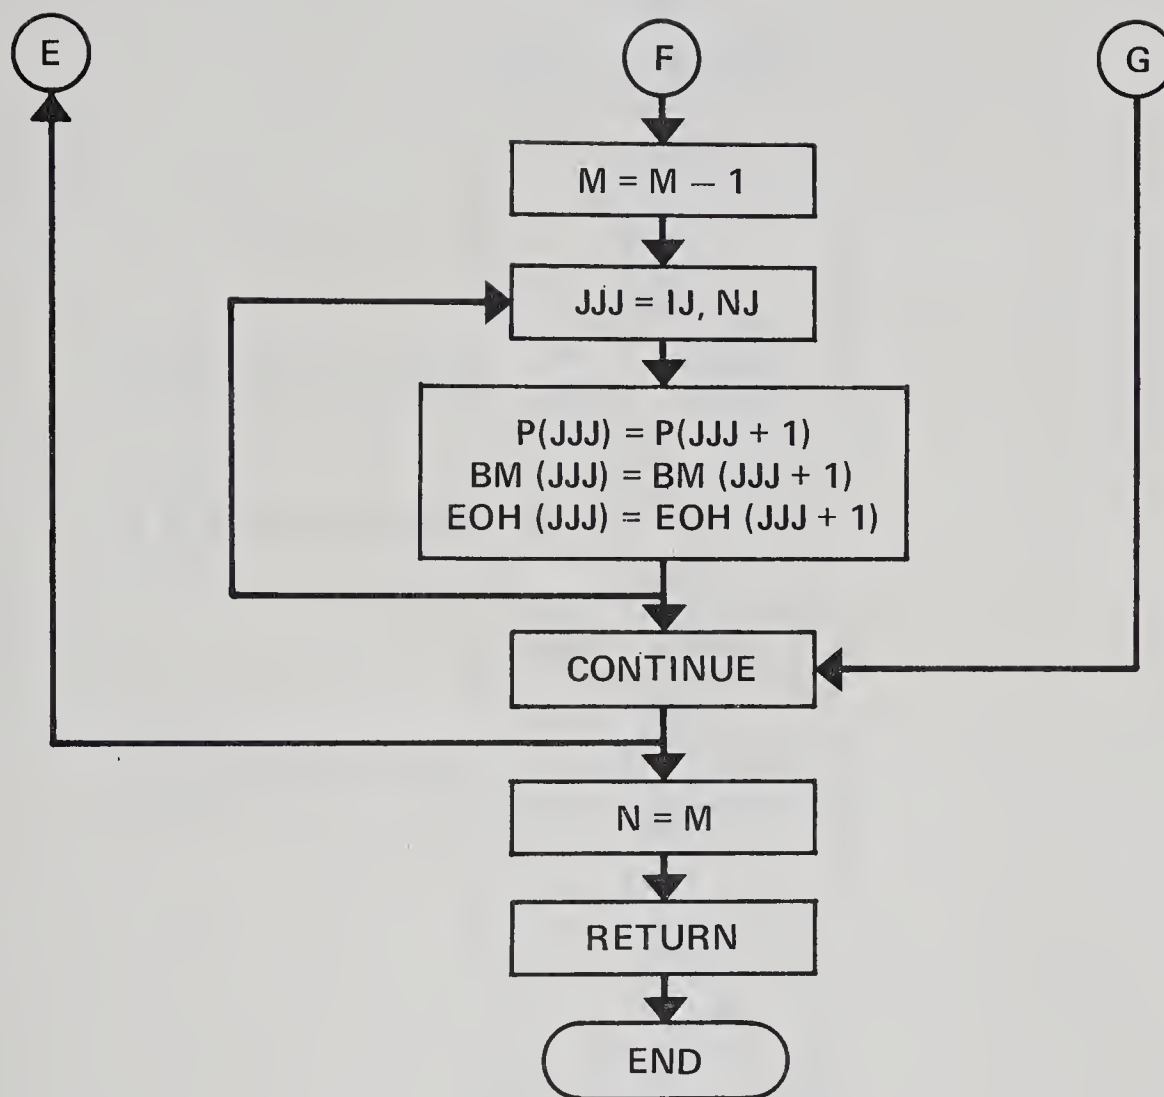 E
F
G
M = M – 1
JJJ = IJ, NJ
P(JJJ) = P(JJJ + 1)
BM (JJJ) = BM (JJJ + 1)
EOH (JJJ) = EOH (JJJ + 1)
CONTINUE
N = M
RETURN
END